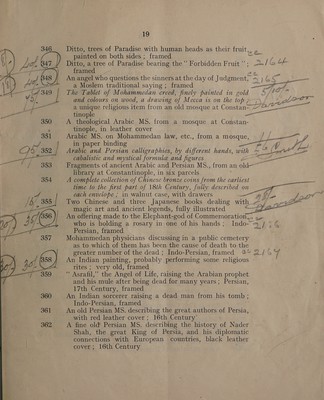 19
346 Ditto, trees of Paradise with human heads as their fruit
painted on both sides ; framed
347 Ditto, a tree of Paradise bearing the “ Forbidden Fruit ” ;
framed
348 An angel who questions the sinners at the day of Judgment,
a Moslem traditional saying ; framed
349 The Tablet of Mohammedan creed, finely painted in gold
and colours on wood, a drawing of Mecca is on the top
a unique religious item from an old mosque at Constan-
tinople
350 A theological Arabic MS. from a mosque at Constan-
tinople, in leather cover
351 Arabic MS. on Mohammedan law, etc., from a mosque,
in paper binding
352 Arabic and Persian calligraphies, by different hands, with
cabalistic and mystical formula and figures
353 Fragments of ancient Arabic and Persian MS., from an old
library at Constantinople, in six parcels
354 A complete collection of Chinese bronze coins from the earliest
time to the first part of 18th Century, fully described on
each envelope ; in walnut case, with drawers
355 Two Chinese and three Japanese books dealing with
magic art and ancient legends, fully illustrated
356 An offering made to the Elephant-god of Commemoration
who is holding a rosary in one of his hands ; Indo-
Persian, framed
357 Mohammedan physicians discussing in a public cemetery
as to which of them has been the cause of death to the
greater number of the dead ; Indo-Persian, framed
358 An Indian painting, probably performing some religious
rites ; very old, framed
359 Asrafil, the Angel of Life, raising the Arabian prophet
and his mule after being dead for many years ; Persian,
17th Century, framed
360 An Indian sorcerer raising a dead man from his tomb ;
Indo-Persian, framed
361 An old Persian MS. describing the great authors of Persia,
with red leather cover ; 16th Century
362 A fine old Persian MS. describing the history of Nader
Shah, the great King of Persia, and his diplomatic
connections with European countries, black leather
cover ; 16th Century
2164
2165
Davidson
2167